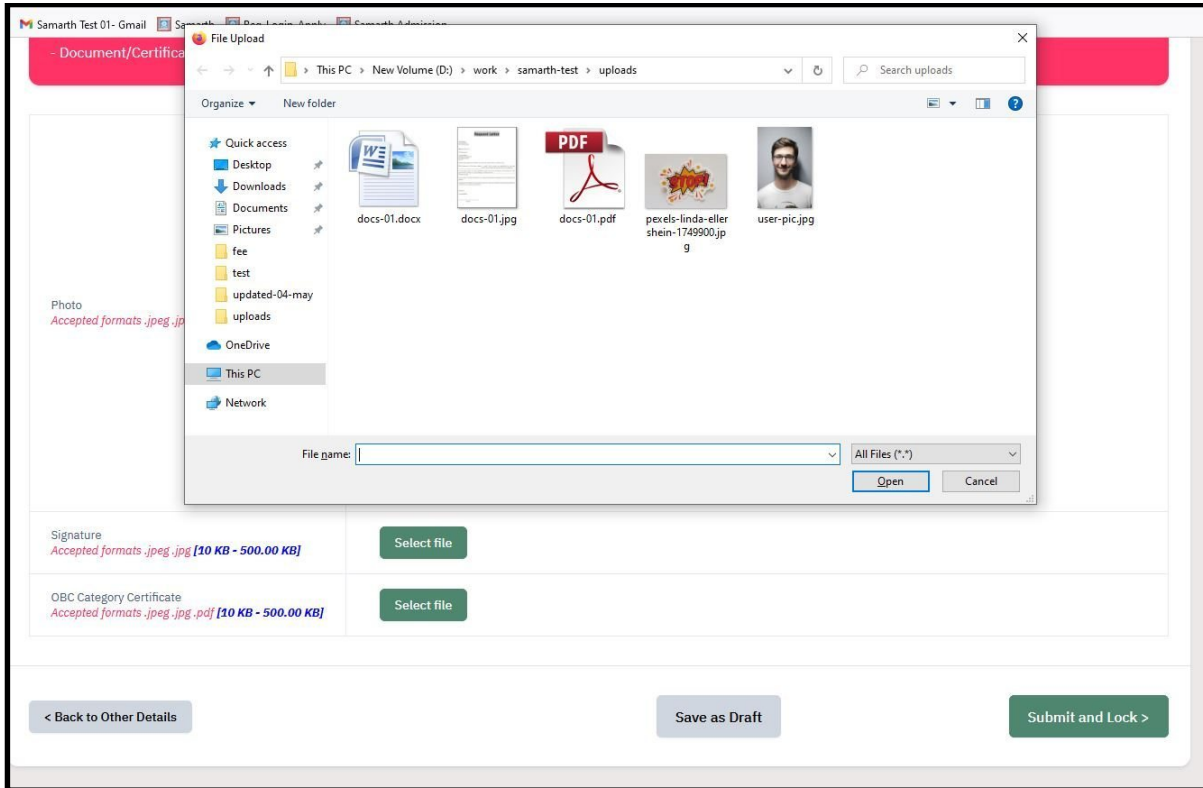 Samarth Test 01- Gmail
- Document/Certifica
File Upload
This PC > New Volume (D:) > work > samarth-test > uploads
Search uploads
Organize
New folder
Quick access
Desktop
Downloads
Documents
Pictures
fee
test
updated-04-may
uploads
OneDrive
This PC
Network
PDF
STOP!
docs-01.docx
docs-01.jpg
docs-01.pdf
pexels-linda-eller
shein-1749900.jp
g
user-pic.jpg
File name:
All Files (*.*)
Open
Cancel
Photo
Accepted formats .jpeg .jp
Signature
Accepted formats .jpeg .jpg [10 KB - 500.00 KB]
Select file
OBC Category Certificate
Accepted formats .jpeg .jpg .pdf [10 KB - 500.00 KB]
Select file
< Back to Other Details
Save as Draft
Submit and Lock >